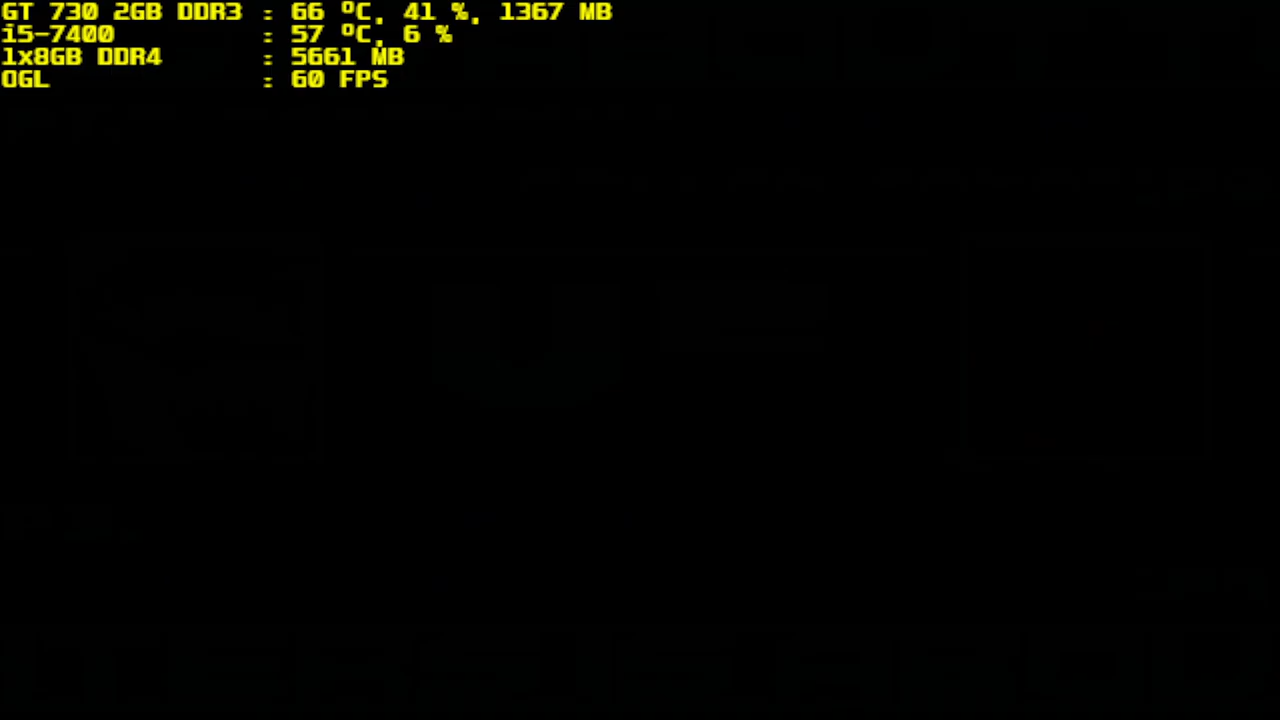 GT 730 2GB DDR3 : 66 ºC, 41 %, 1367 MB
i5-7400 : 57 ºC, 6 %
1x8GB DDR4 : 5661 MB
OGL : 60 FPS